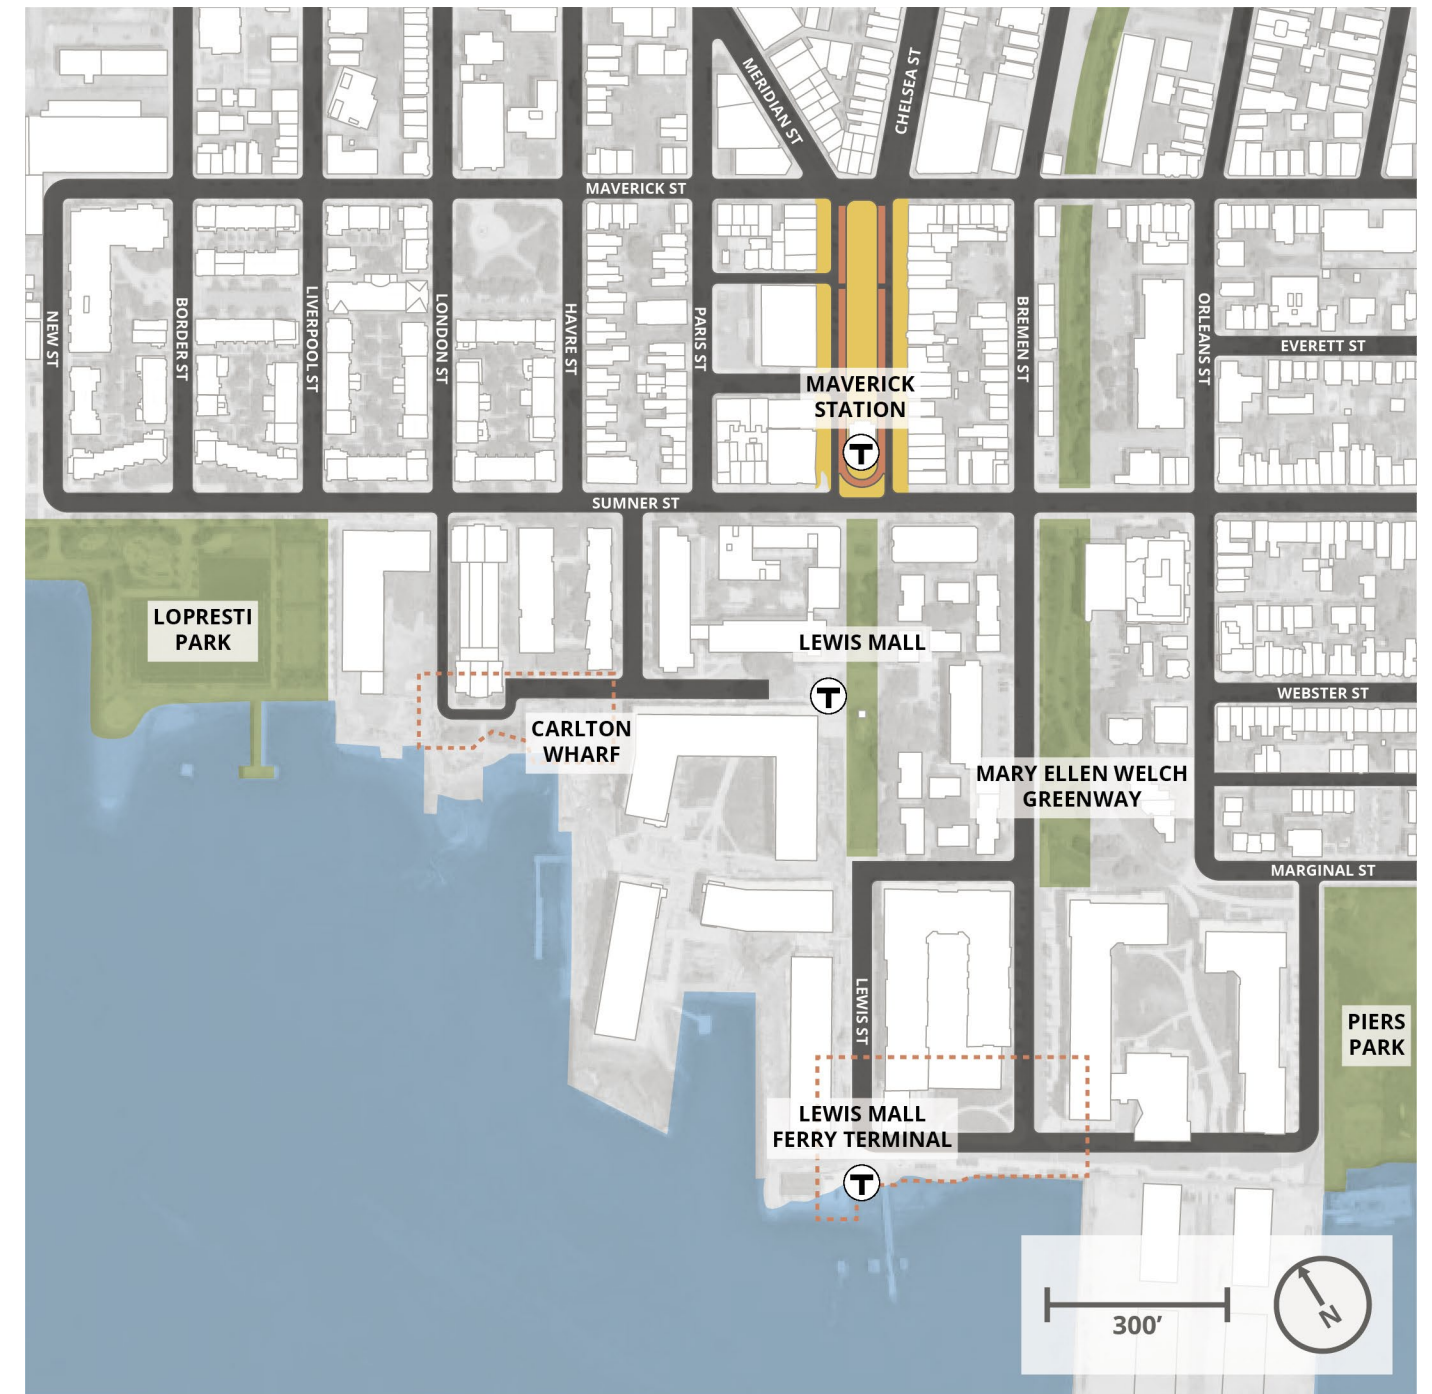 MERIDIAN ST
CHELSEA ST
MAVERICK ST
NEW ST
BORDER ST
LIVERPOOL ST
LONDON ST
HAVRE ST
PARIS ST
BREMEN ST
ORLEANS ST
EVERETT ST
MAVERICK
STATION
T
SUMNER ST
LOPRESTI
PARK
LEWIS MALL
T
WEBSTER ST
CARLTON
WHARF
MARY ELLEN WELCH
GREENWAY
MARGINAL ST
LEWIS ST
PIERS
PARK
LEWIS MALL
FERRY TERMINAL
T
300’
N